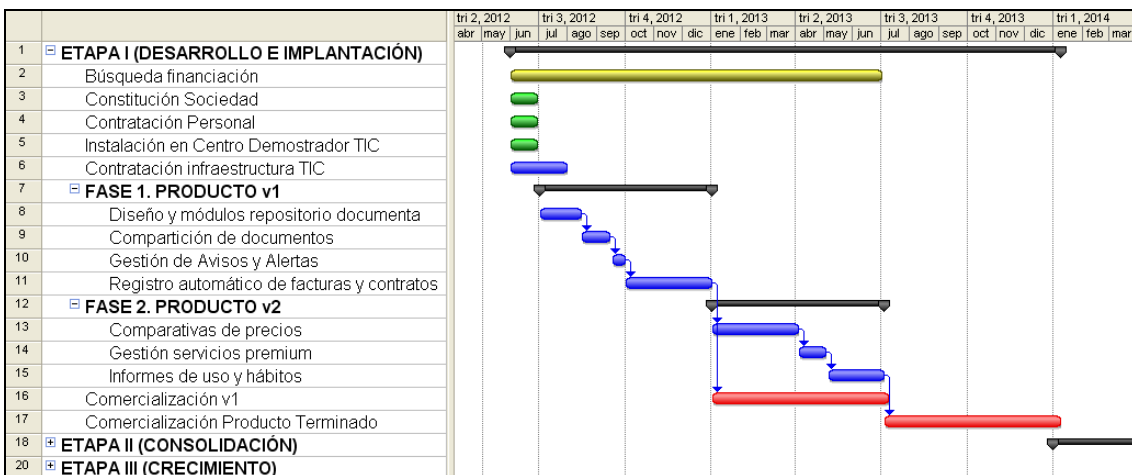 tri 2, 2012 tri 3, 2012 tri 4, 2012 tri 1, 2013 tri 2, 2013 tri 3, 2013 tri 4, 2013 tri 1, 2014
abr may jun jul ago sep oct nov dic ene feb mar abr may jun jul ago sep oct nov dic ene feb mar
1 ETAPA I (DESARROLLO E IMPLANTACIÓN)
2 Búsqueda financiación
3 Constitución Sociedad
4 Contratación Personal
5 Instalación en Centro Demostrador TIC
6 Contratación infraestructura TIC
7 FASE 1. PRODUCTO v1
8 Diseño y módulos repositorio documenta
9 Compartición de documentos
10 Gestión de Avisos y Alertas
11 Registro automático de facturas y contratos
12 FASE 2. PRODUCTO v2
13 Comparativas de precios
14 Gestión servicios premium
15 Informes de uso y hábitos
16 Comercialización v1
17 Comercialización Producto Terminado
18 ETAPA II (CONSOLIDACIÓN)
20 ETAPA III (CRECIMIENTO)